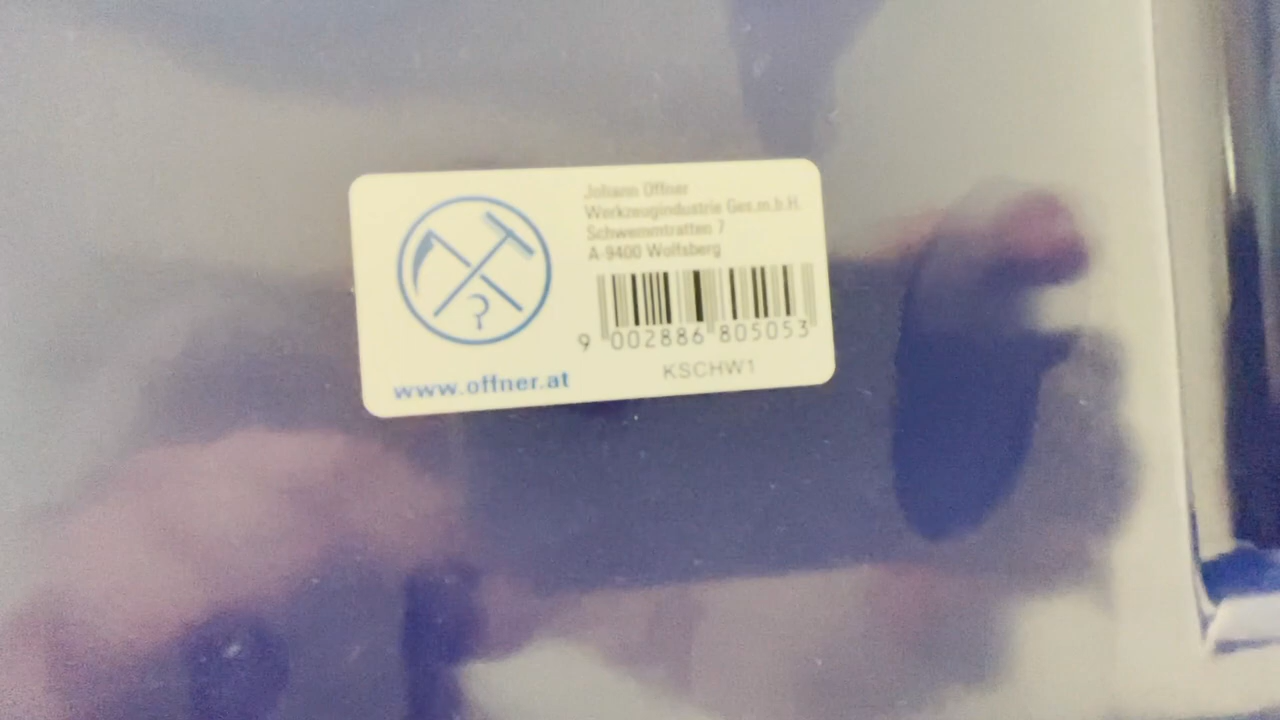 Johann Offner
Werkzeugindustrie Ges.m.b.H.
Schwemmtratten 7
A-9400 Wolfsberg
9 002886 805053
www.offner.at
KSCHW1